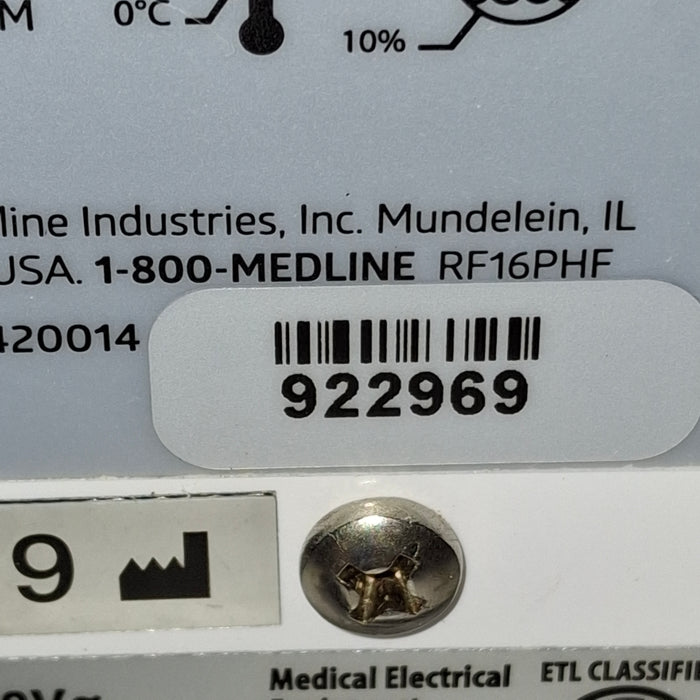 M 0°C 10%
line Industries, Inc. Mundelein, IL
USA. 1-800-MEDLINE RF16PHF
420014
922969
9
Medical Electrical ETL CLASSIFI